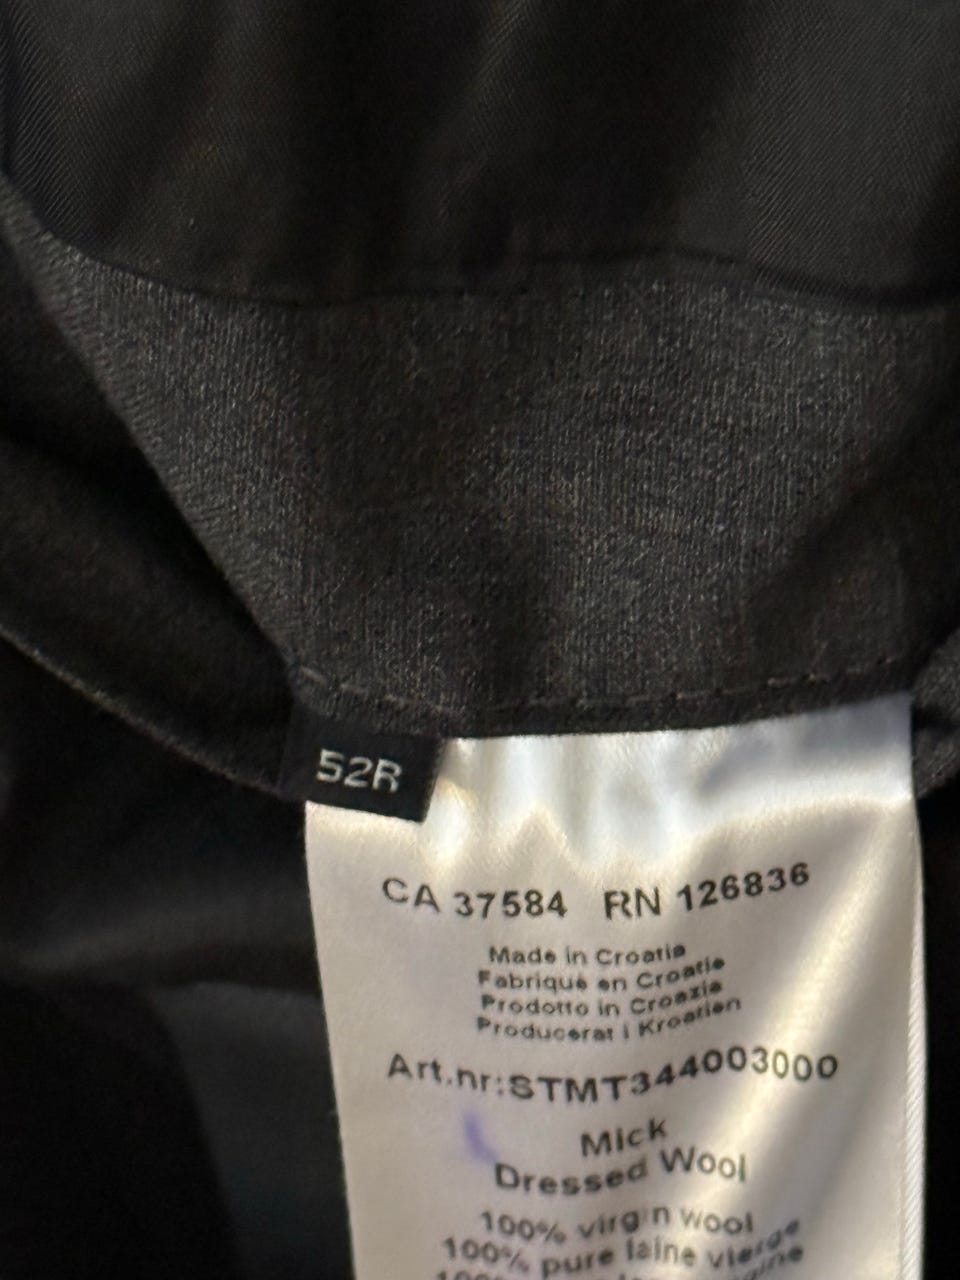 52R
CA 37584 RN 126836
Made in Croatia
Fabriqué en Croatie
Prodotto in Croazia
Producerat i Kroatien
Art.nr:STMT344003000
Mick
Dressed Wool
100% virgin wool
100% pure laine vierge